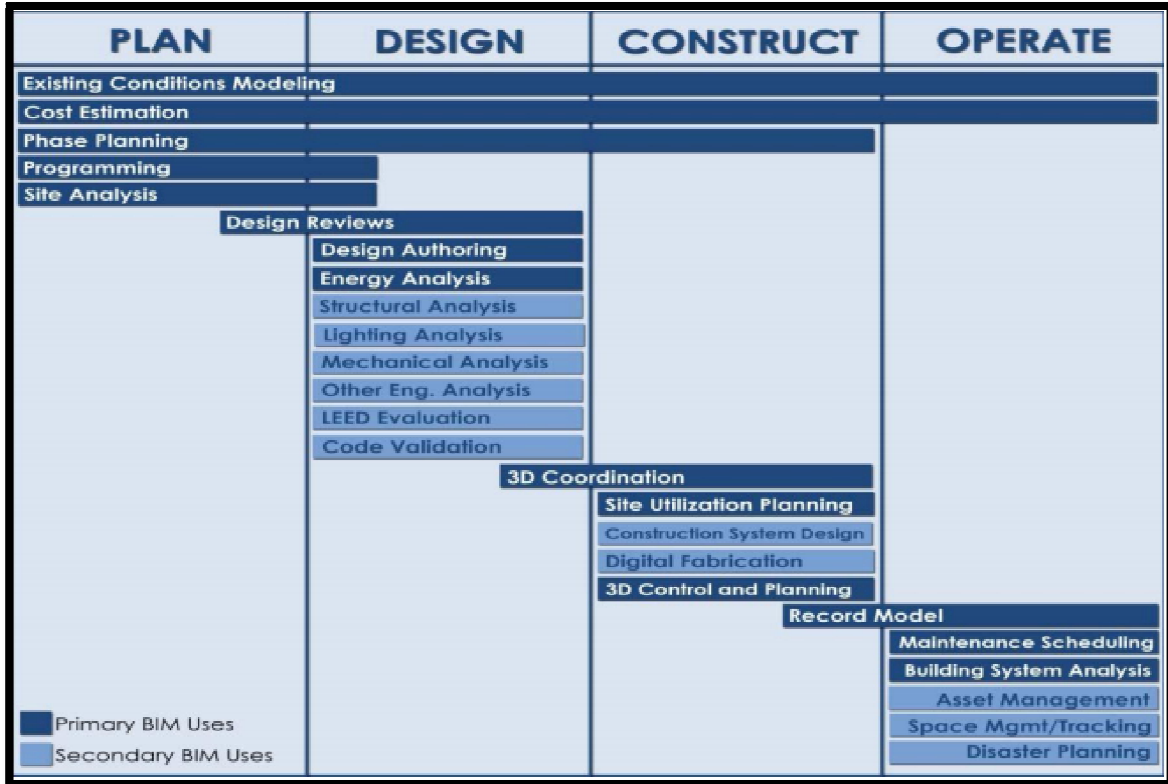 PLAN DESIGN CONSTRUCT OPERATE
Existing Conditions Modeling
Cost Estimation
Phase Planning
Programming
Site Analysis
Design Reviews
Design Authoring
Energy Analysis
Structural Analysis
Lighting Analysis
Mechanical Analysis
Other Eng. Analysis
LEED Evaluation
Code Validation
3D Coordination
Site Utilization Planning
Construction System Design
Digital Fabrication
3D Control and Planning
Record Model
Maintenance Scheduling
Building System Analysis
Asset Management
Space Mgmt/Tracking
Disaster Planning
Primary BIM Uses
Secondary BIM Uses